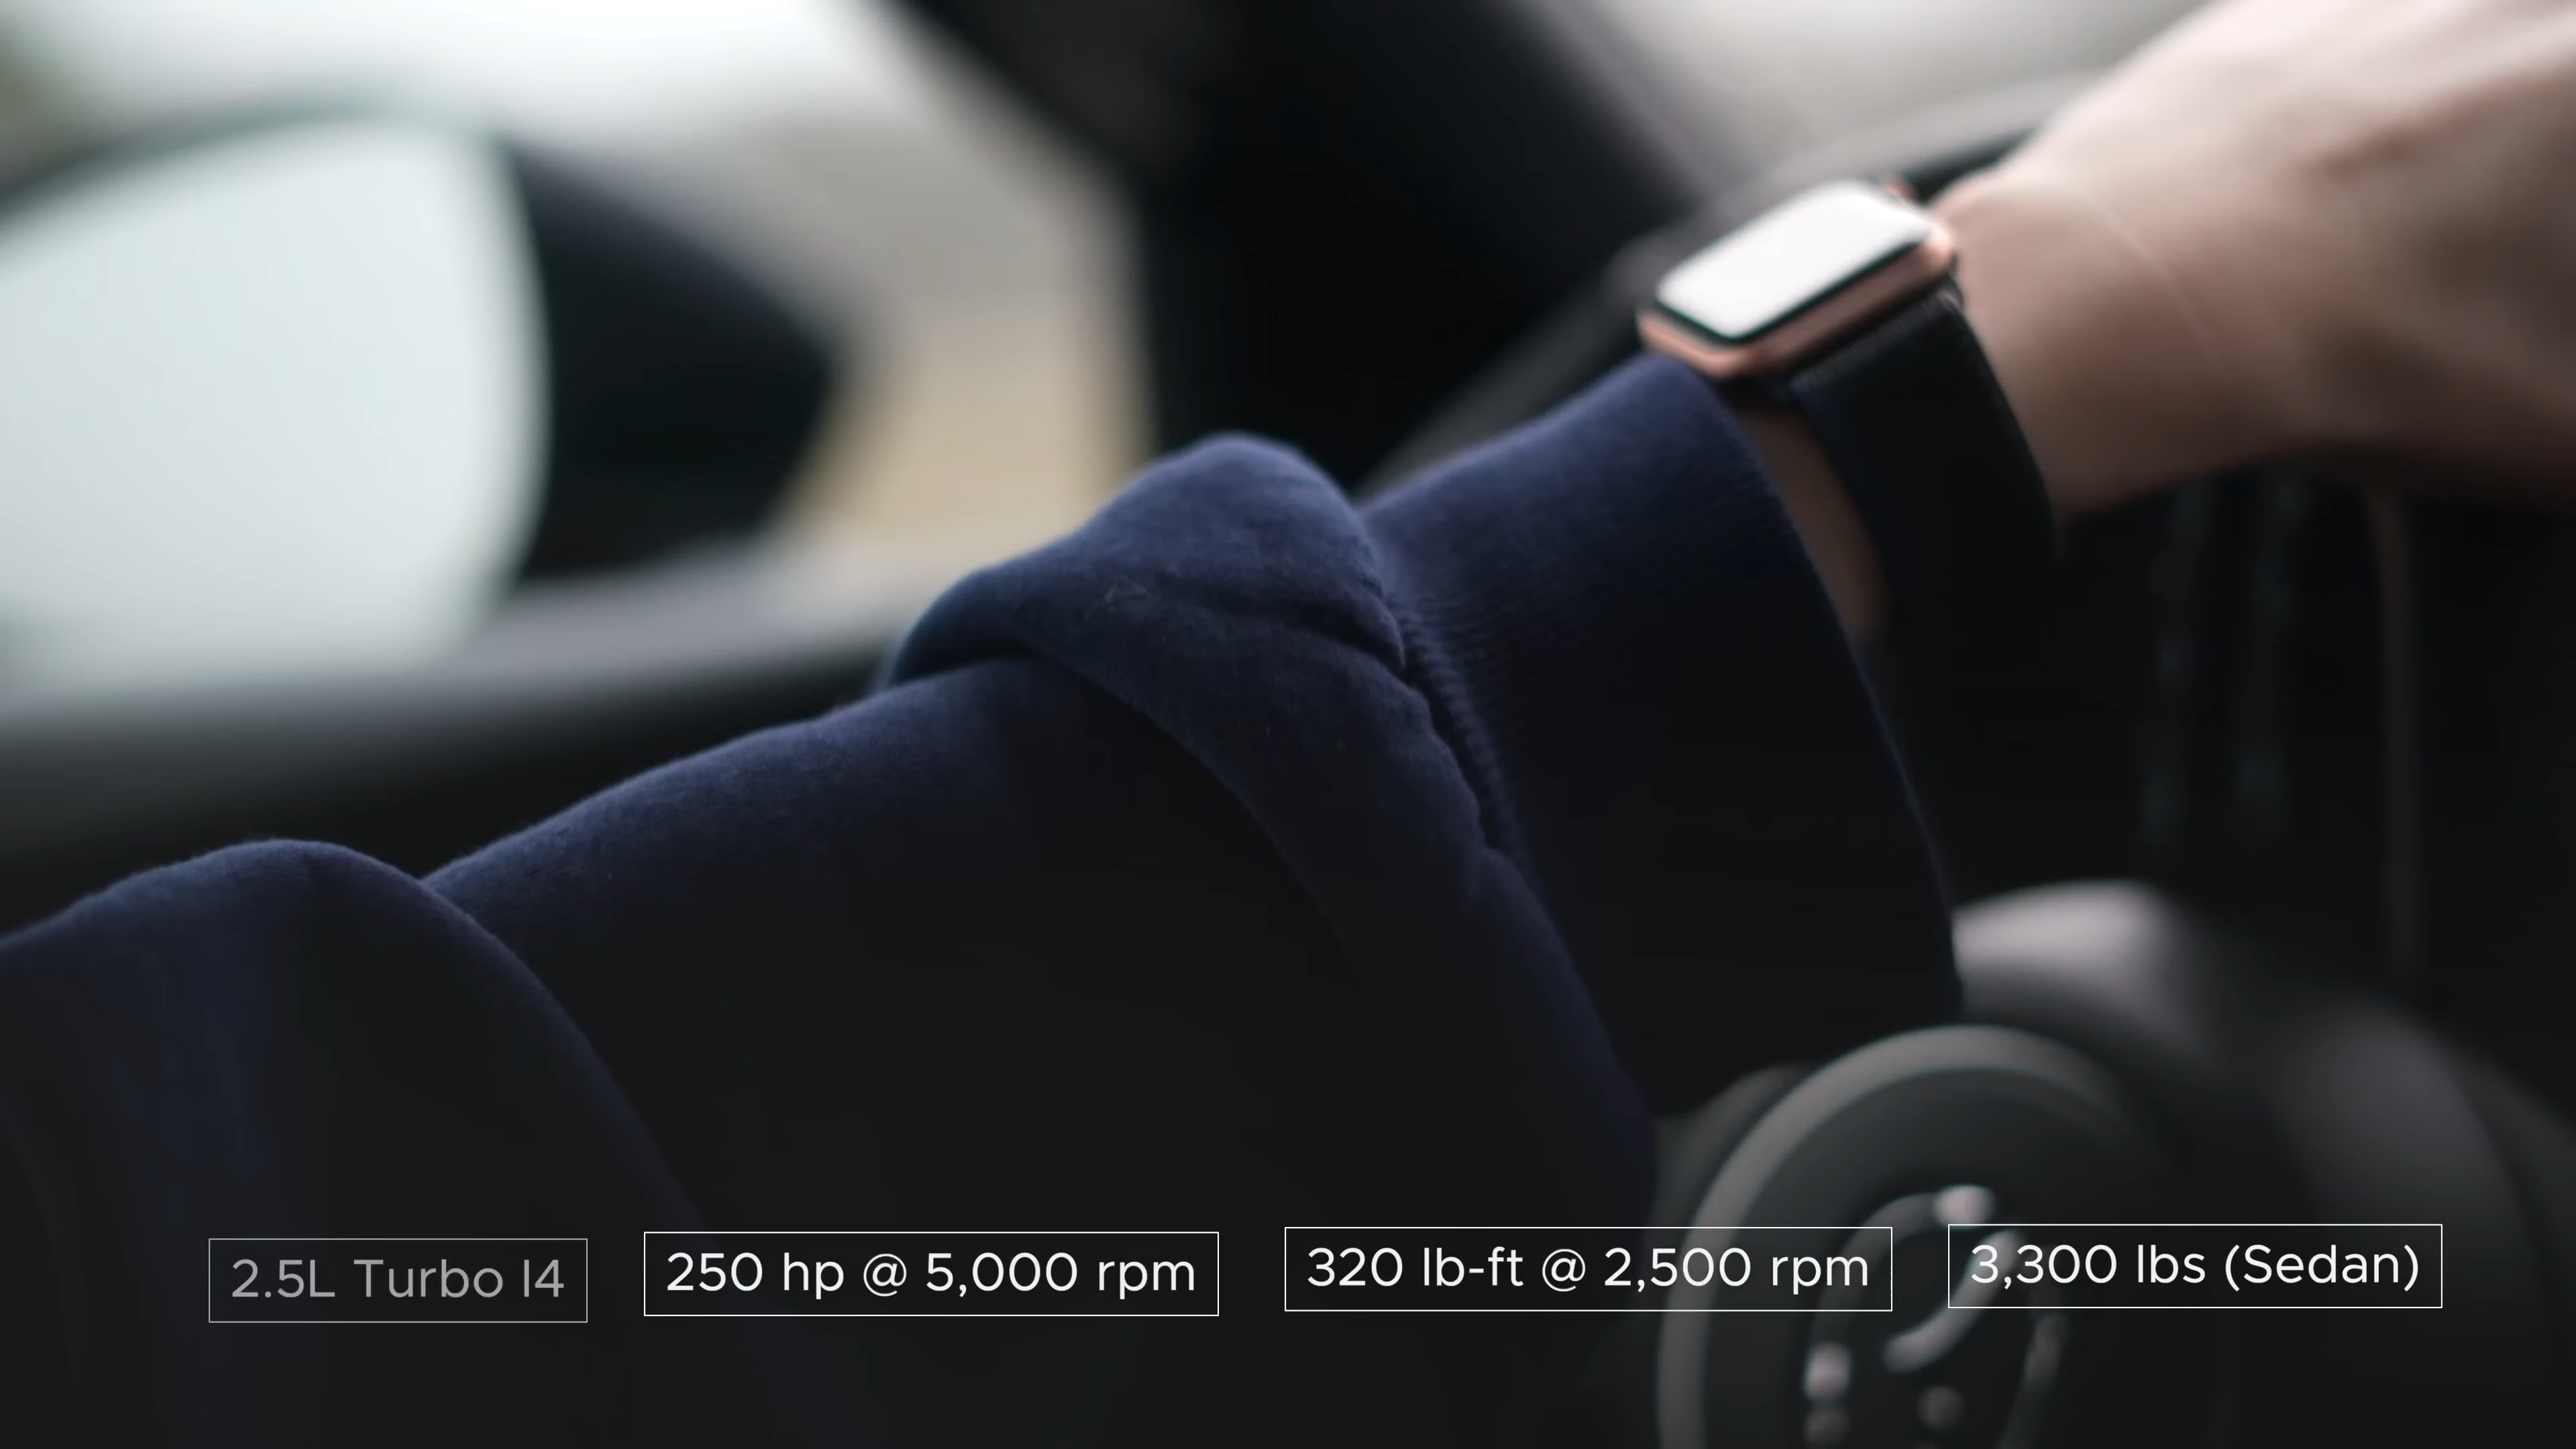 2.5L Turbo I4
250 hp @ 5,000 rpm
320 lb-ft @ 2,500 rpm
3,300 lbs (Sedan)